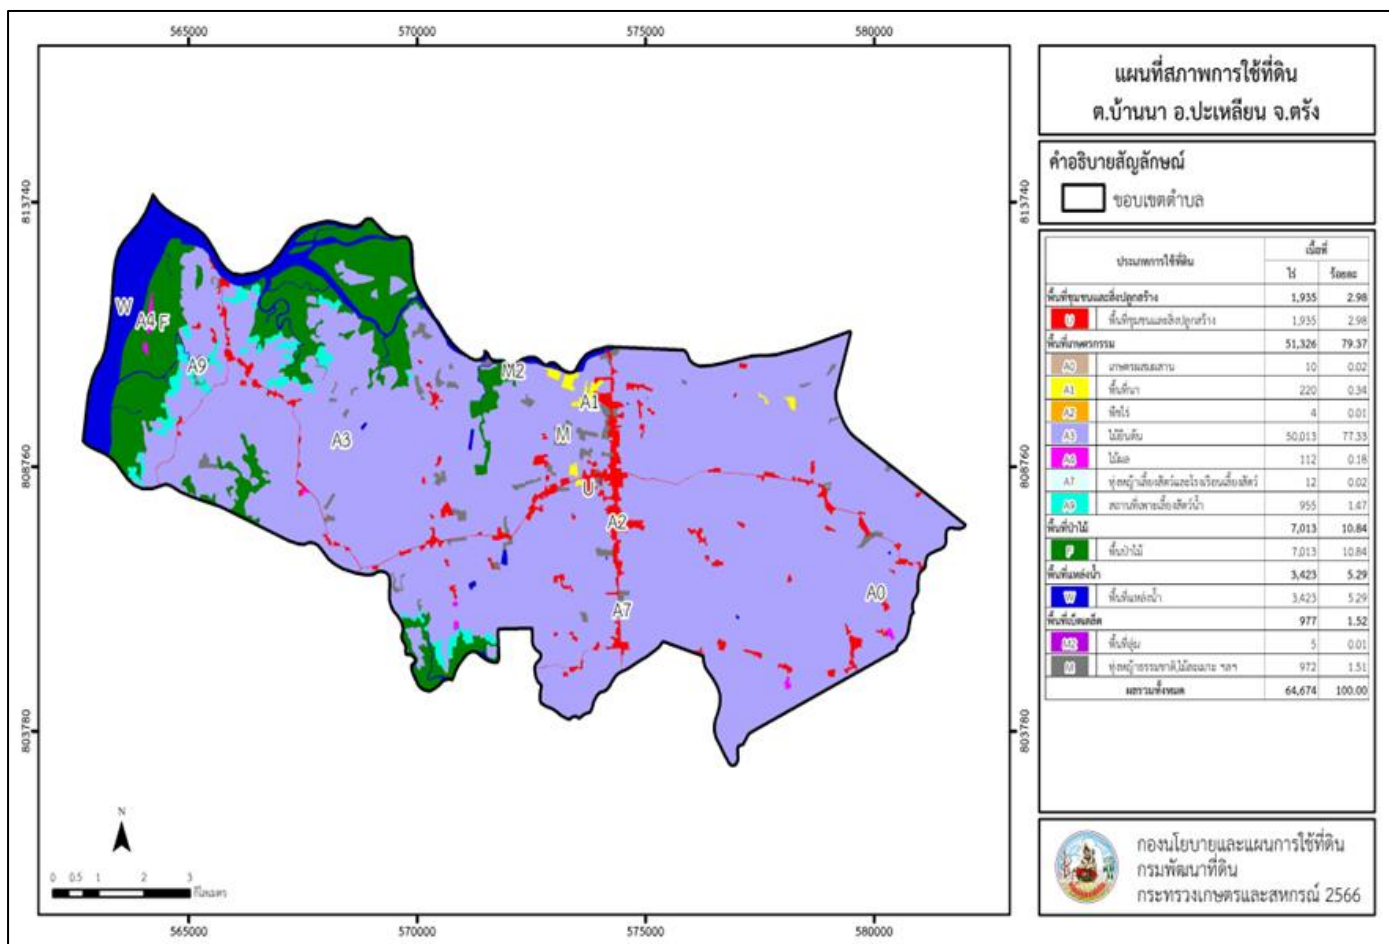 565000 570000 575000 580000
แผนที่สภาพการใช้ที่ดิน
ต.บ้านนา อ.ปะเหลียน จ.ตรัง
คำอธิบายสัญลักษณ์
ขอบเขตตำบล
ประเภทการใช้ที่ดิน เนื้อที่
ไร่ ร้อยละ
พื้นที่ชุมชนและสิ่งปลูกสร้าง 1,935 2.98
U พื้นที่ชุมชนและสิ่งปลูกสร้าง 1,935 2.98
พื้นที่เกษตรกรรม 51,326 79.37
A0 เกษตรผสมผสาน 10 0.02
A1 พื้นที่นา 220 0.34
A2 พืชไร่ 4 0.01
A3 ไม้ยืนต้น 50,013 77.33
A4 ไม้ผล 112 0.18
A7 ทุ่งหญ้าเลี้ยงสัตว์และโรงเรือนเลี้ยงสัตว์ 12 0.02
A9 สถานที่เพาะเลี้ยงสัตว์น้ำ 955 1.47
พื้นที่ป่าไม้ 7,013 10.84
F พื้นป่าไม้ 7,013 10.84
พื้นที่แหล่งน้ำ 3,423 5.29
W พื้นที่แหล่งน้ำ 3,423 5.29
พื้นที่เบ็ดเตล็ด 977 1.52
M2 พื้นที่ลุ่ม 5 0.01
M ทุ่งหญ้าธรรมชาติ,ไม้ละเมาะ ฯลฯ 972 1.51
ผลรวมทั้งหมด 64,674 100.00
813740 813740
808760 808760
803780 803780
W
A4 F
A9
M2
A1
A3
M
U
A2
A0
A7
N
0 0.5 1 2 3
กิโลเมตร
565000 570000 575000 580000
กองนโยบายและแผนการใช้ที่ดิน
กรมพัฒนาที่ดิน
กระทรวงเกษตรและสหกรณ์ 2566